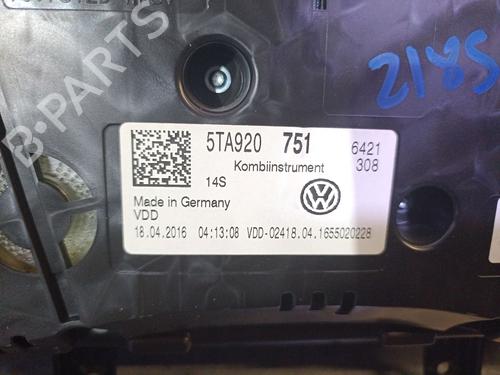 2185
5TA920 751 6421
Kombiinstrument 308
14S
Made in Germany
VDD
18.04.2016 04:13:08 VDD-02418.04.1655020228
B-PARTS